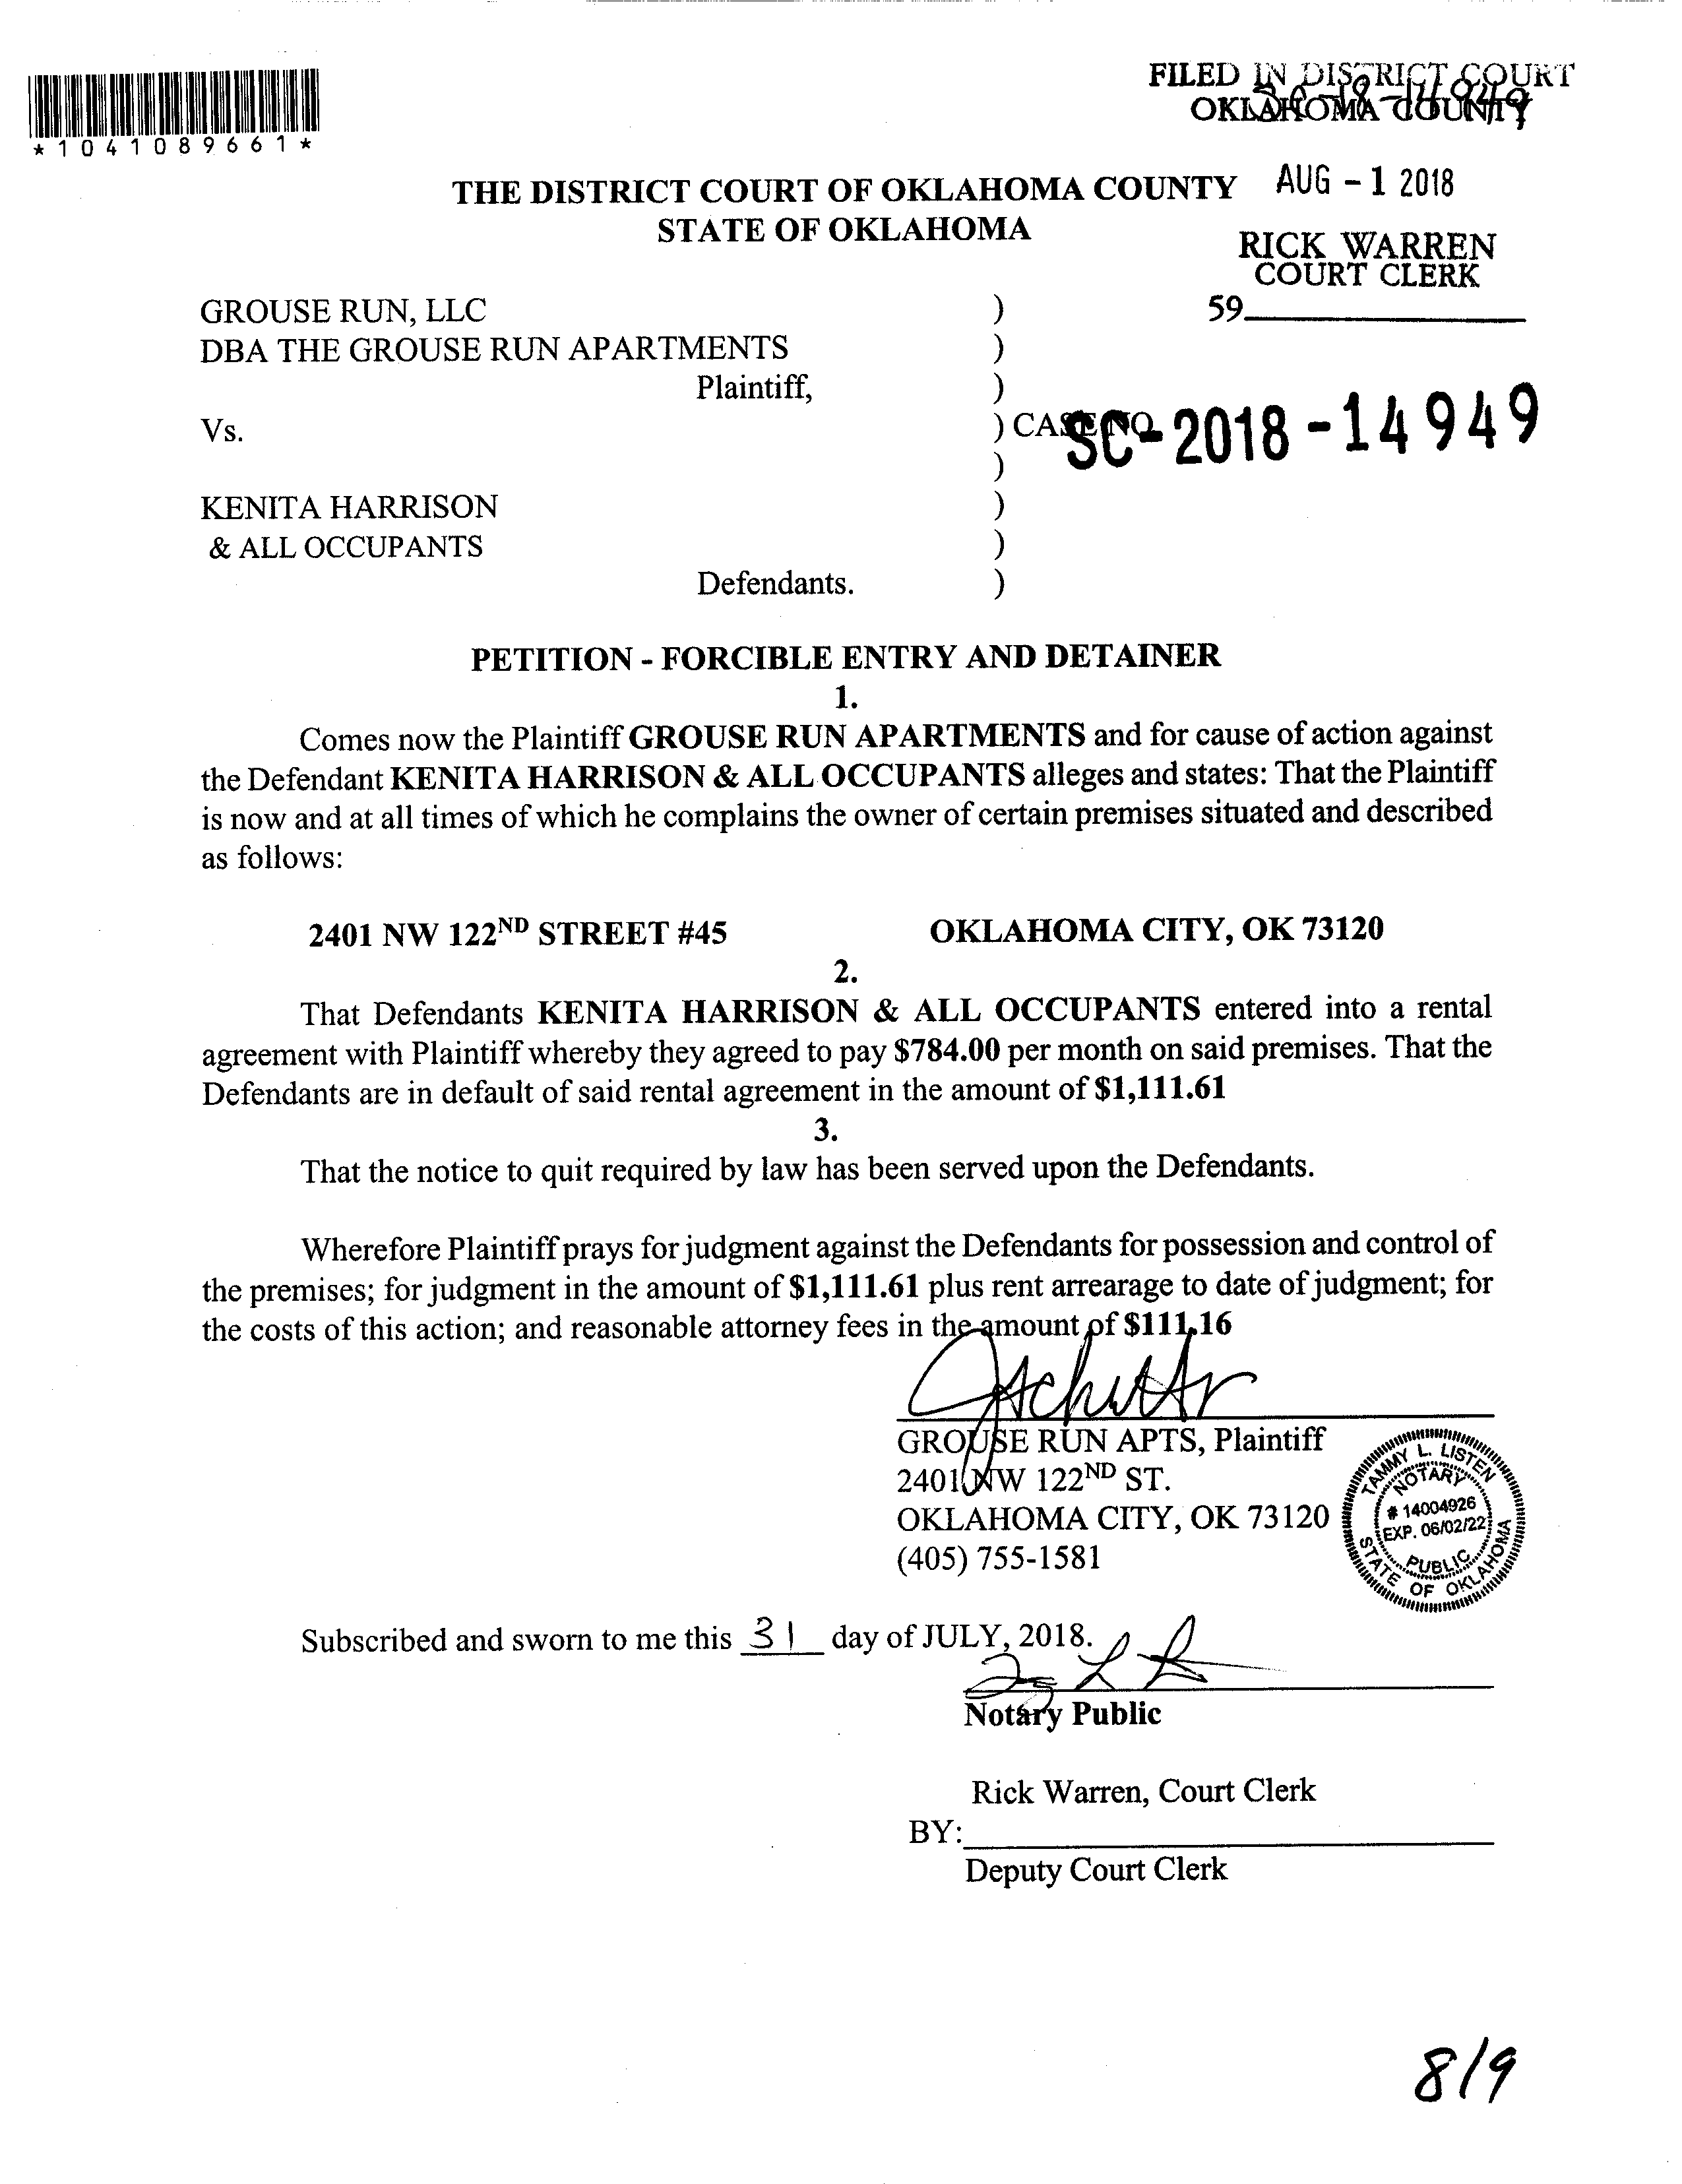 *1041089661*
FILED IN DISTRICT COURT
OKLAHOMA COUNTY
THE DISTRICT COURT OF OKLAHOMA COUNTY AUG - 1 2018
STATE OF OKLAHOMA
RICK WARREN
COURT CLERK
GROUSE RUN, LLC ) 59
DBA THE GROUSE RUN APARTMENTS )
Plaintiff, )
Vs. ) CASE NO. SC-2018-14949
)
KENITA HARRISON )
& ALL OCCUPANTS )
Defendants. )
PETITION - FORCIBLE ENTRY AND DETAINER
1.
Comes now the Plaintiff GROUSE RUN APARTMENTS and for cause of action against
the Defendant KENITA HARRISON & ALL OCCUPANTS alleges and states: That the Plaintiff
is now and at all times of which he complains the owner of certain premises situated and described
as follows:
2401 NW 122ND STREET #45 OKLAHOMA CITY, OK 73120
2.
That Defendants KENITA HARRISON & ALL OCCUPANTS entered into a rental
agreement with Plaintiff whereby they agreed to pay $784.00 per month on said premises. That the
Defendants are in default of said rental agreement in the amount of $1,111.61
3.
That the notice to quit required by law has been served upon the Defendants.
Wherefore Plaintiff prays for judgment against the Defendants for possession and control of
the premises; for judgment in the amount of $1,111.61 plus rent arrearage to date of judgment; for
the costs of this action; and reasonable attorney fees in the amount of $111.16
GROUSE RUN APTS, Plaintiff
2401 NW 122ND ST.
OKLAHOMA CITY, OK 73120
(405) 755-1581
TAMMY L. LISTEN
NOTARY
# 14004926
EXP. 06/02/22
PUBLIC
STATE OF OKLAHOMA
Subscribed and sworn to me this 31 day of JULY, 2018.
Notary Public
Rick Warren, Court Clerk
BY:
Deputy Court Clerk
8/9